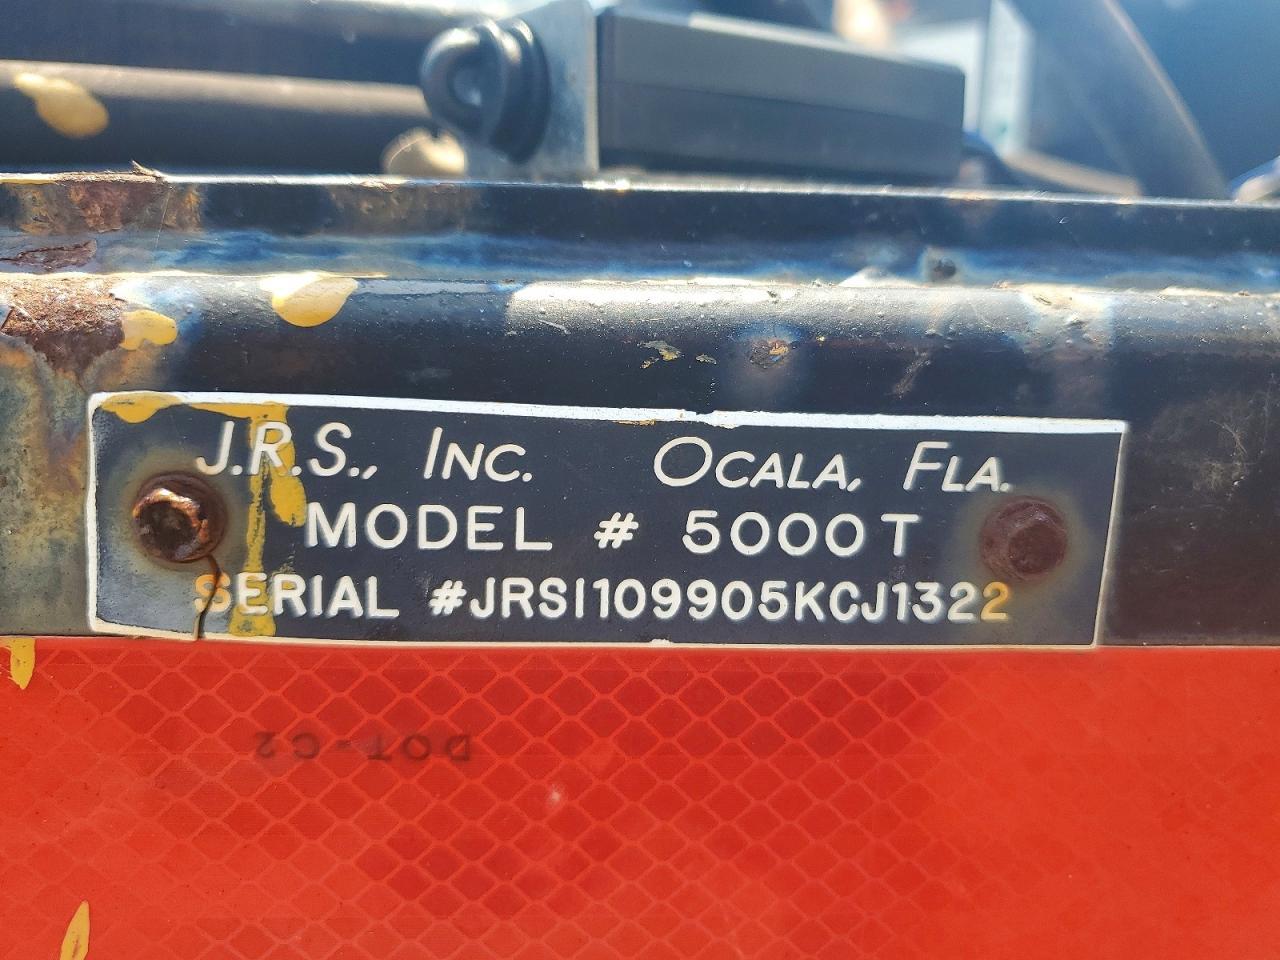 J.R.S., INC. OCALA, FLA.
MODEL # 5000T
SERIAL #JRSI109905KCJ1322
DOT-C2